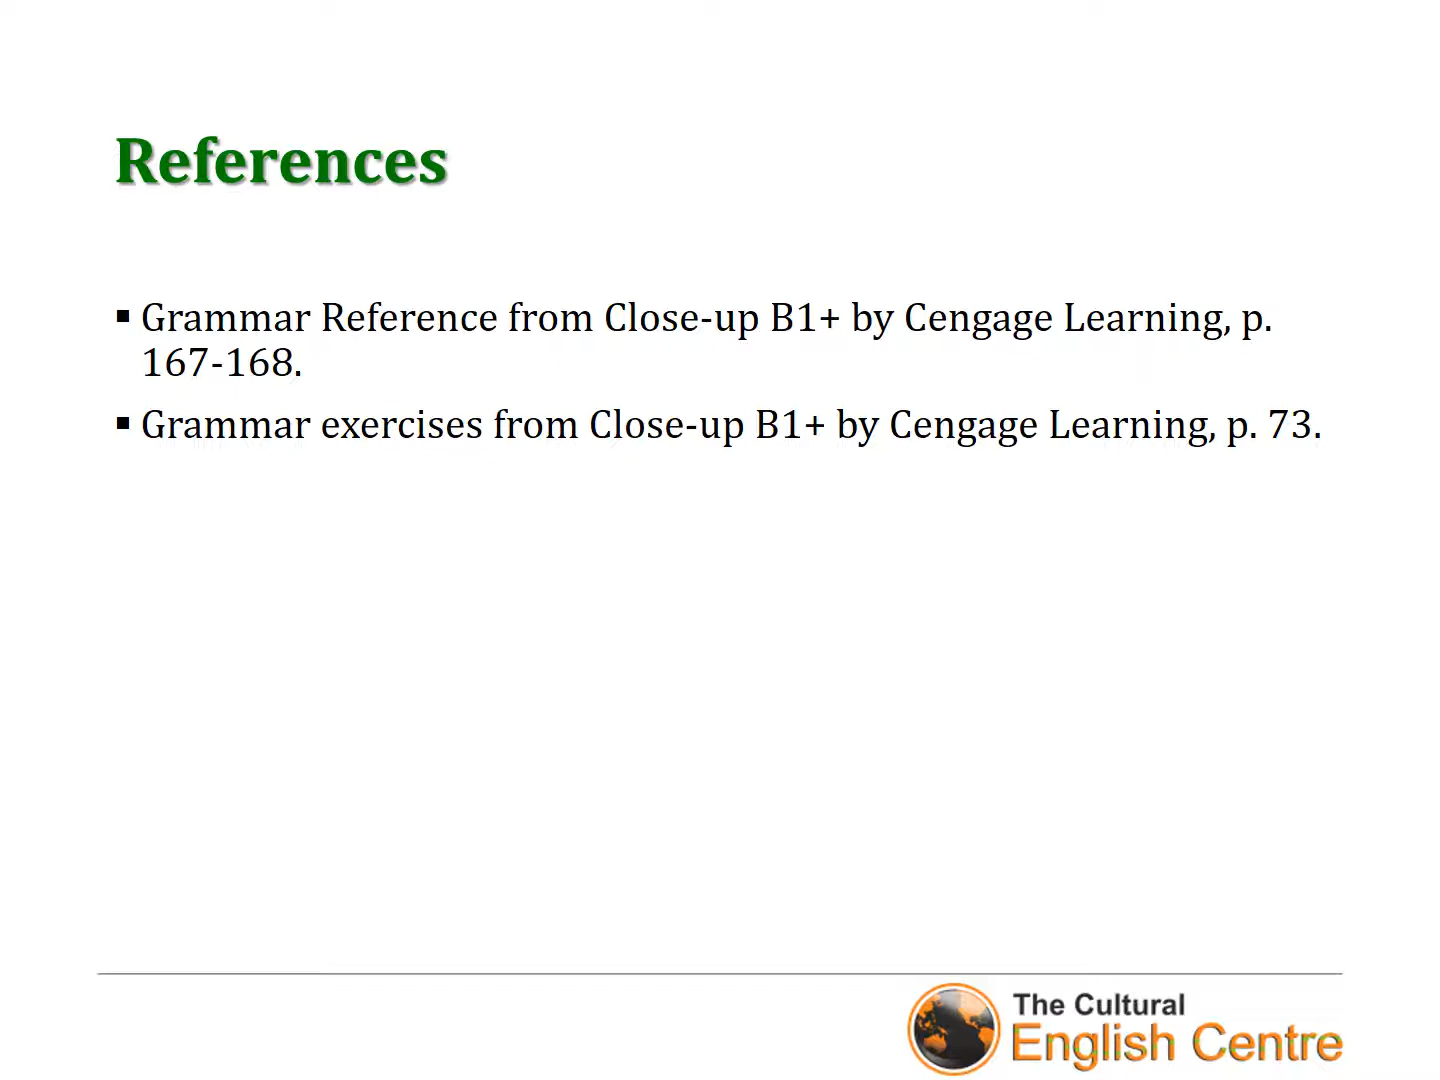 References
▪ Grammar Reference from Close-up B1+ by Cengage Learning, p.
167-168.
▪ Grammar exercises from Close-up B1+ by Cengage Learning, p. 73.
The Cultural
English Centre